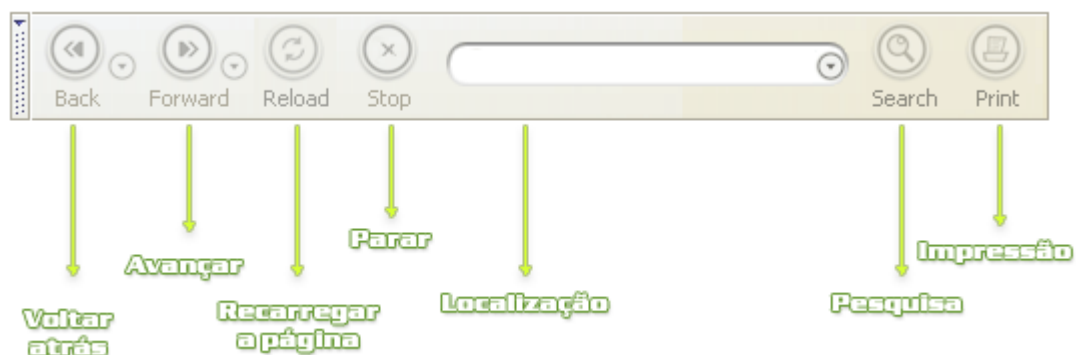 Back
Forward
Reload
Stop
Search
Print
Voltar
atrás
Avançar
Recarregar
a página
Parar
Localização
Pesquisa
Impressão